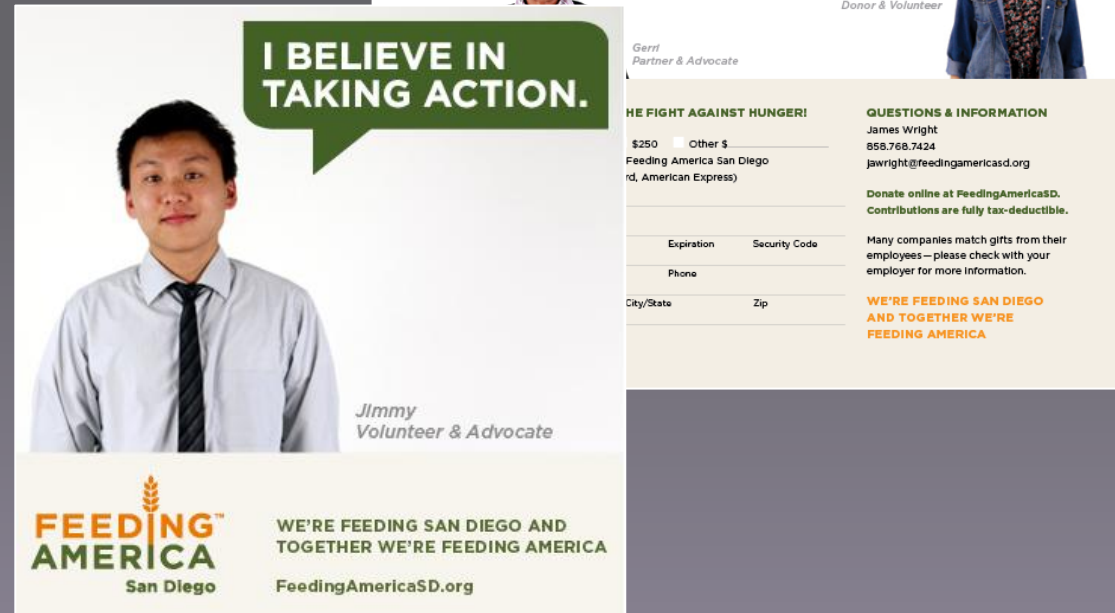 I BELIEVE IN
TAKING ACTION.
Jimmy
Volunteer & Advocate
FEEDING™
AMERICA
San Diego
WE'RE FEEDING SAN DIEGO AND
TOGETHER WE'RE FEEDING AMERICA
FeedingAmericaSD.org
Donor & Volunteer
Gerri
Partner & Advocate
HE FIGHT AGAINST HUNGER!
$250 Other $
Feeding America San Diego
rd, American Express)
Expiration Security Code
Phone
City/State Zip
QUESTIONS & INFORMATION
James Wright
858.768.7424
jawright@feedingamericasd.org
Donate online at FeedingAmericaSD.
Contributions are fully tax-deductible.
Many companies match gifts from their
employees—please check with your
employer for more information.
WE'RE FEEDING SAN DIEGO
AND TOGETHER WE'RE
FEEDING AMERICA